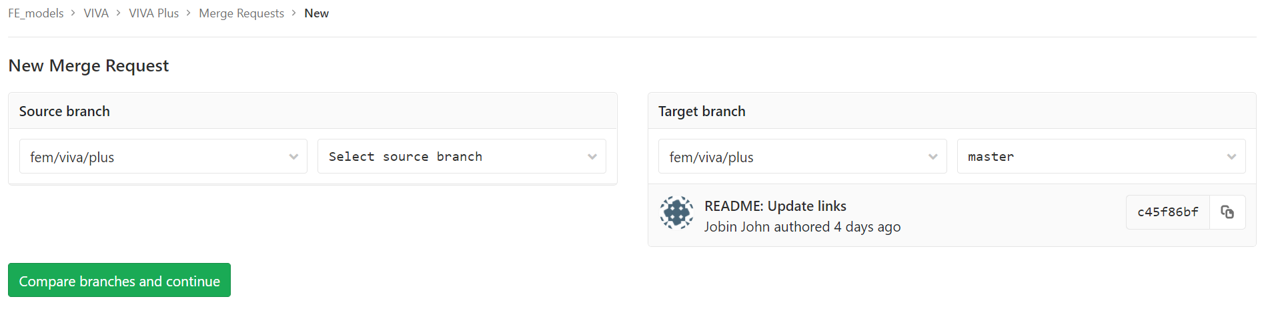 FE_models > VIVA > VIVA Plus > Merge Requests > New
New Merge Request
Source branch
fem/viva/plus
Select source branch
Target branch
fem/viva/plus
master
README: Update links
Jobin John authored 4 days ago
c45f86bf
Compare branches and continue